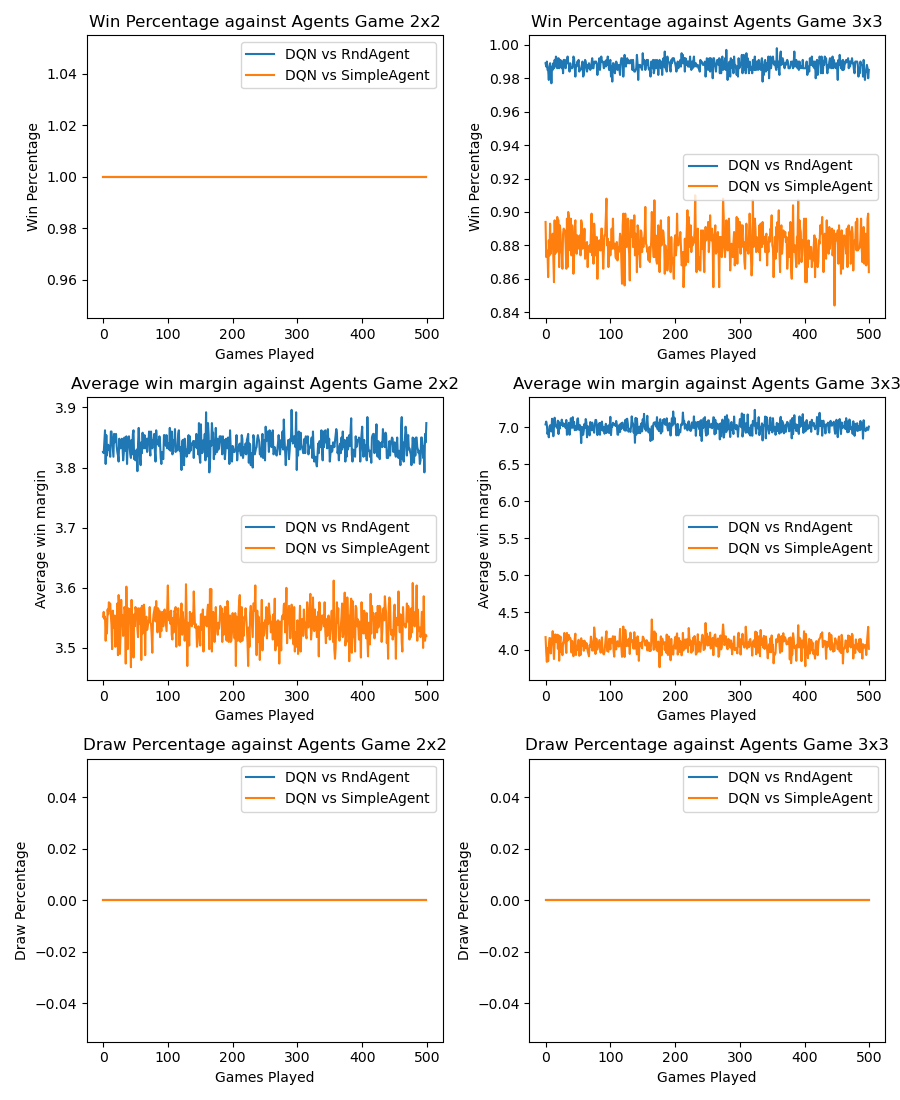 Win Percentage against Agents Game 2x2
Win Percentage
1.04
1.02
1.00
0.98
0.96
DQN vs RndAgent
DQN vs SimpleAgent
0 100 200 300 400 500
Games Played
Win Percentage against Agents Game 3x3
Win Percentage
1.00
0.98
0.96
0.94
0.92
0.90
0.88
0.86
0.84
DQN vs RndAgent
DQN vs SimpleAgent
0 100 200 300 400 500
Games Played
Average win margin against Agents Game 2x2
Average win margin
3.9
3.8
3.7
3.6
3.5
DQN vs RndAgent
DQN vs SimpleAgent
0 100 200 300 400 500
Games Played
Average win margin against Agents Game 3x3
Average win margin
7.0
6.5
6.0
5.5
5.0
4.5
4.0
DQN vs RndAgent
DQN vs SimpleAgent
0 100 200 300 400 500
Games Played
Draw Percentage against Agents Game 2x2
Draw Percentage
0.04
0.02
0.00
−0.02
−0.04
DQN vs RndAgent
DQN vs SimpleAgent
0 100 200 300 400 500
Games Played
Draw Percentage against Agents Game 3x3
Draw Percentage
0.04
0.02
0.00
−0.02
−0.04
DQN vs RndAgent
DQN vs SimpleAgent
0 100 200 300 400 500
Games Played